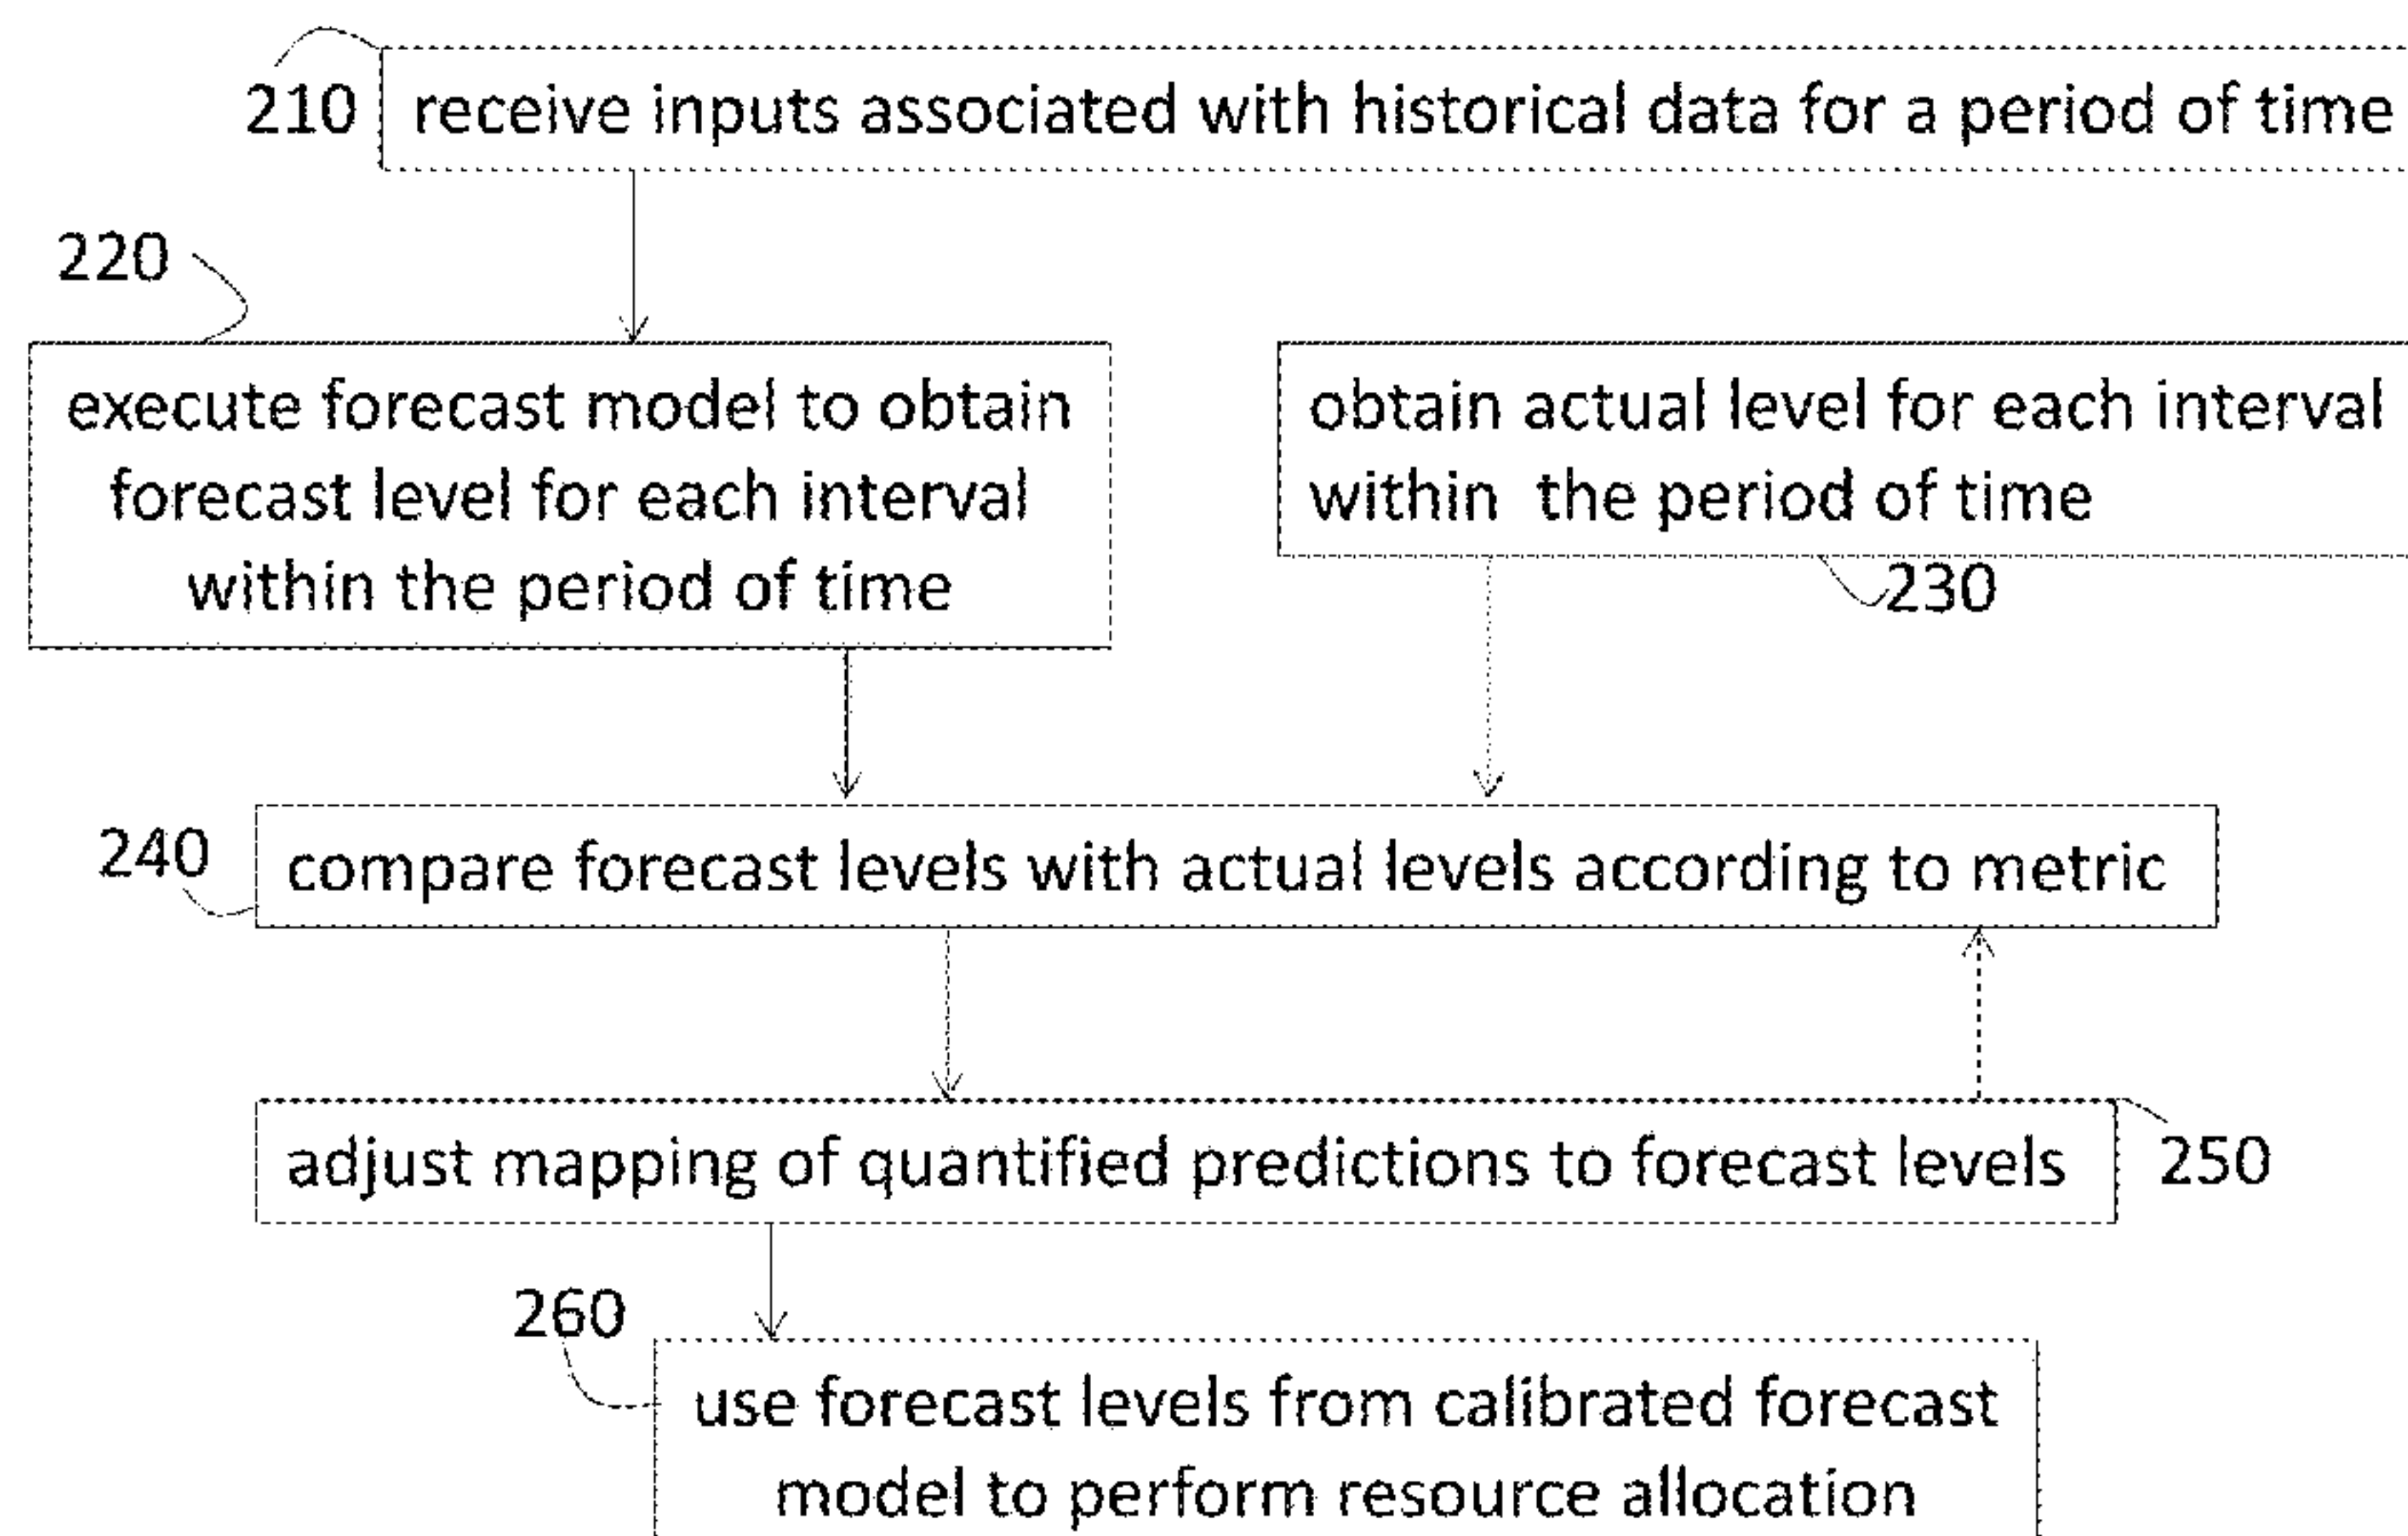 210
receive inputs associated with historical data for a period of time
220
execute forecast model to obtain
forecast level for each interval
within the period of time
obtain actual level for each interval
within the period of time
230
240
compare forecast levels with actual levels according to metric
adjust mapping of quantified predictions to forecast levels
250
260
use forecast levels from calibrated forecast
model to perform resource allocation